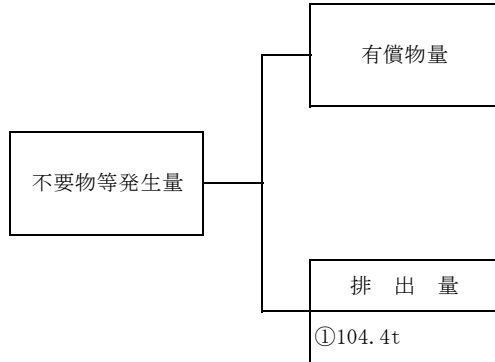 有償物量
不要物等発生量
排　出　量
①104.4t